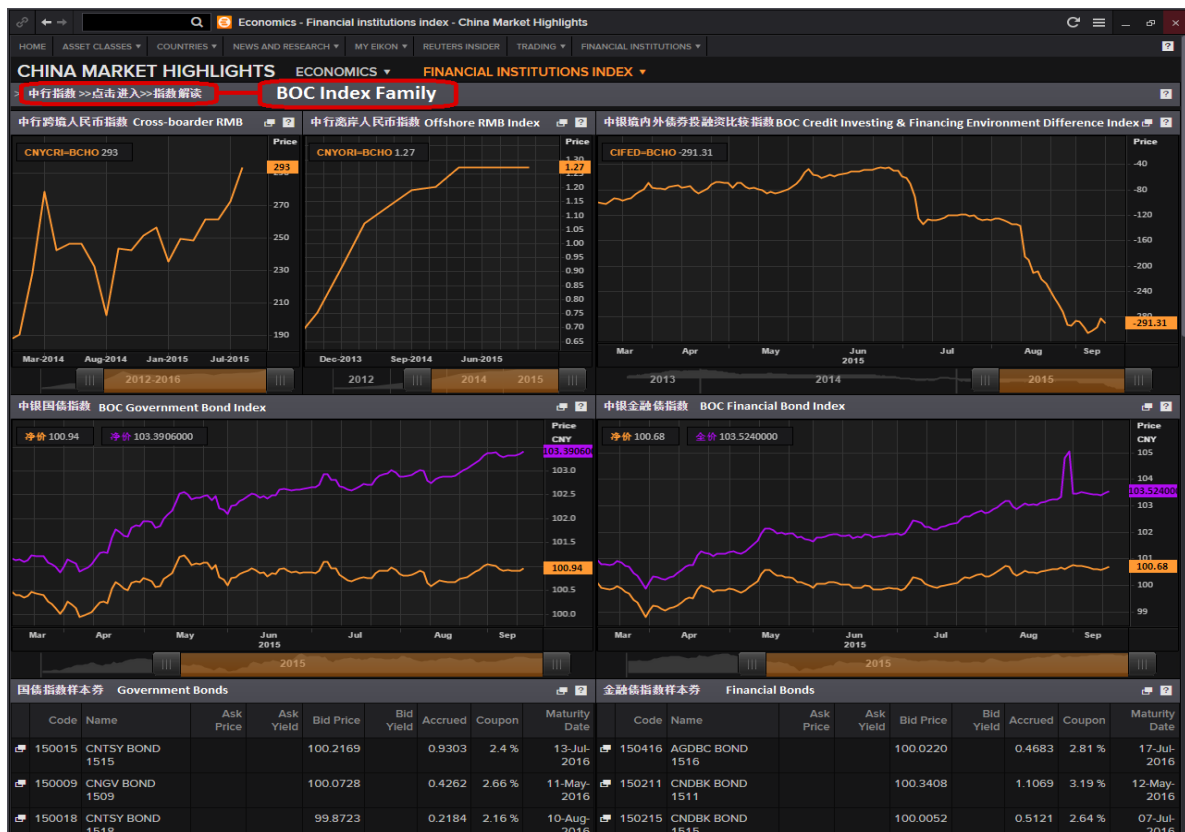 Economics - Financial institutions index - China Market Highlights
HOME ASSET CLASSES COUNTRIES NEWS AND RESEARCH MY EIKON REUTERS INSIDER TRADING FINANCIAL INSTITUTIONS ?
CHINA MARKET HIGHLIGHTS ECONOMICS FINANCIAL INSTITUTIONS INDEX
> 中行指数 >>点击进入>>指数解读 BOC Index Family ?
中行跨境人民币指数 Cross-boarder RMB ?
Price
CNYCRI=BCHO 293
293
270
250
230
210
190
Mar-2014 Aug-2014 Jan-2015 Jul-2015
2012-2016
中行离岸人民币指数 Offshore RMB Index ?
Price
CNYORI=BCHO 1.27
1.30
1.27
1.20
1.15
1.10
1.05
1.00
0.95
0.90
0.85
0.80
0.75
0.70
0.65
Dec-2013 Sep-2014 Jun-2015
2012 2014 2015
中银境内外债券投融资比较指数 BOC Credit Investing & Financing Environment Difference Index ?
Price
CIFED=BCHO -291.31
-40
-80
-120
-160
-200
-240
-280
-291.31
Mar Apr May Jun Jul Aug Sep
2015
2013 2014 2015
中银国债指数 BOC Government Bond Index ?
Price
CNY
净价 100.94 净价 103.3906000
103.39060
103.0
102.5
102.0
101.5
100.94
100.5
100.0
Mar Apr May Jun Jul Aug Sep
2015
2015
中银金融债指数 BOC Financial Bond Index ?
Price
CNY
净价 100.68 全价 103.5240000
105
104
103.524000
103
102
101
100.68
100
99
Mar Apr May Jun Jul Aug Sep
2015
2015
国债指数样本券 Government Bonds ?
Code Name Ask Price Ask Yield Bid Price Bid Yield Accrued Coupon Maturity Date
150015 CNTSY BOND 1515 100.2169 0.9303 2.4 % 13-Jul-2016
150009 CNGV BOND 1509 100.0728 0.4262 2.66 % 11-May-2016
150018 CNTSY BOND 1518 99.8723 0.2184 2.16 % 10-Aug-2016
金融债指数样本券 Financial Bonds ?
Code Name Ask Price Ask Yield Bid Price Bid Yield Accrued Coupon Maturity Date
150416 AGDBC BOND 1516 100.0220 0.4683 2.81 % 17-Jul-2016
150211 CNDBK BOND 1511 100.3408 1.1069 3.19 % 12-May-2016
150215 CNDBK BOND 1515 100.0052 0.5121 2.64 % 07-Jul-2016